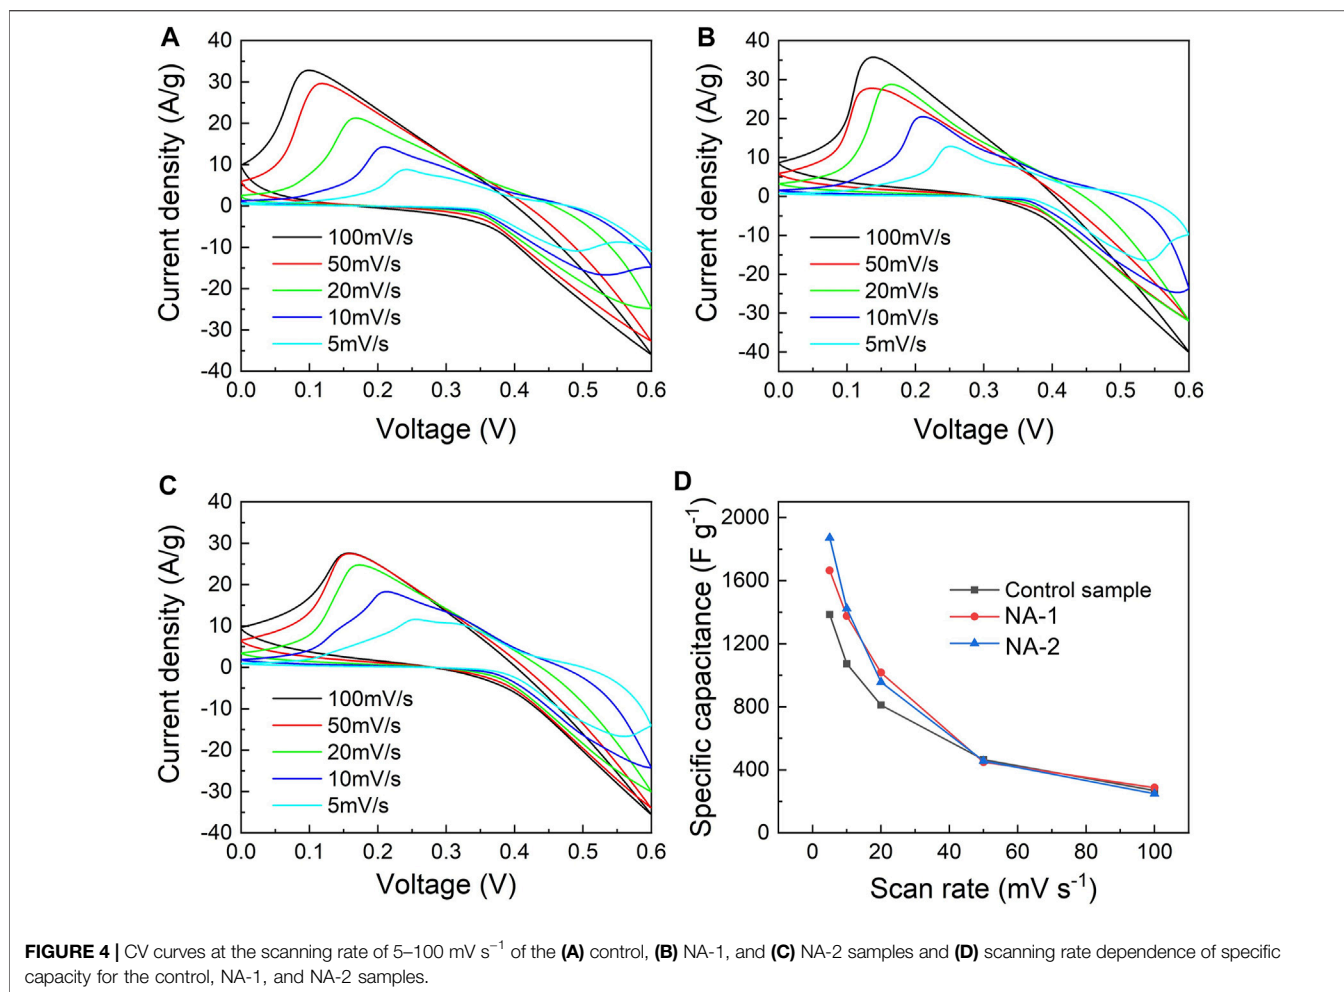 A
40
30
20
10
0
-10
-20
-30
-40
Current density (A/g)
100mV/s
50mV/s
20mV/s
10mV/s
5mV/s
0.0 0.1 0.2 0.3 0.4 0.5 0.6
Voltage (V)
B
40
30
20
10
0
-10
-20
-30
-40
Current density (A/g)
100mV/s
50mV/s
20mV/s
10mV/s
5mV/s
0.0 0.1 0.2 0.3 0.4 0.5 0.6
Voltage (V)
C
40
30
20
10
0
-10
-20
-30
-40
Current density (A/g)
100mV/s
50mV/s
20mV/s
10mV/s
5mV/s
0.0 0.1 0.2 0.3 0.4 0.5 0.6
Voltage (V)
D
2000
1600
1200
800
400
0
Specific capacitance (F g⁻¹)
Control sample
NA-1
NA-2
0 20 40 60 80 100
Scan rate (mV s⁻¹)
FIGURE 4 | CV curves at the scanning rate of 5–100 mV s⁻¹ of the (A) control, (B) NA-1, and (C) NA-2 samples and (D) scanning rate dependence of specific
capacity for the control, NA-1, and NA-2 samples.